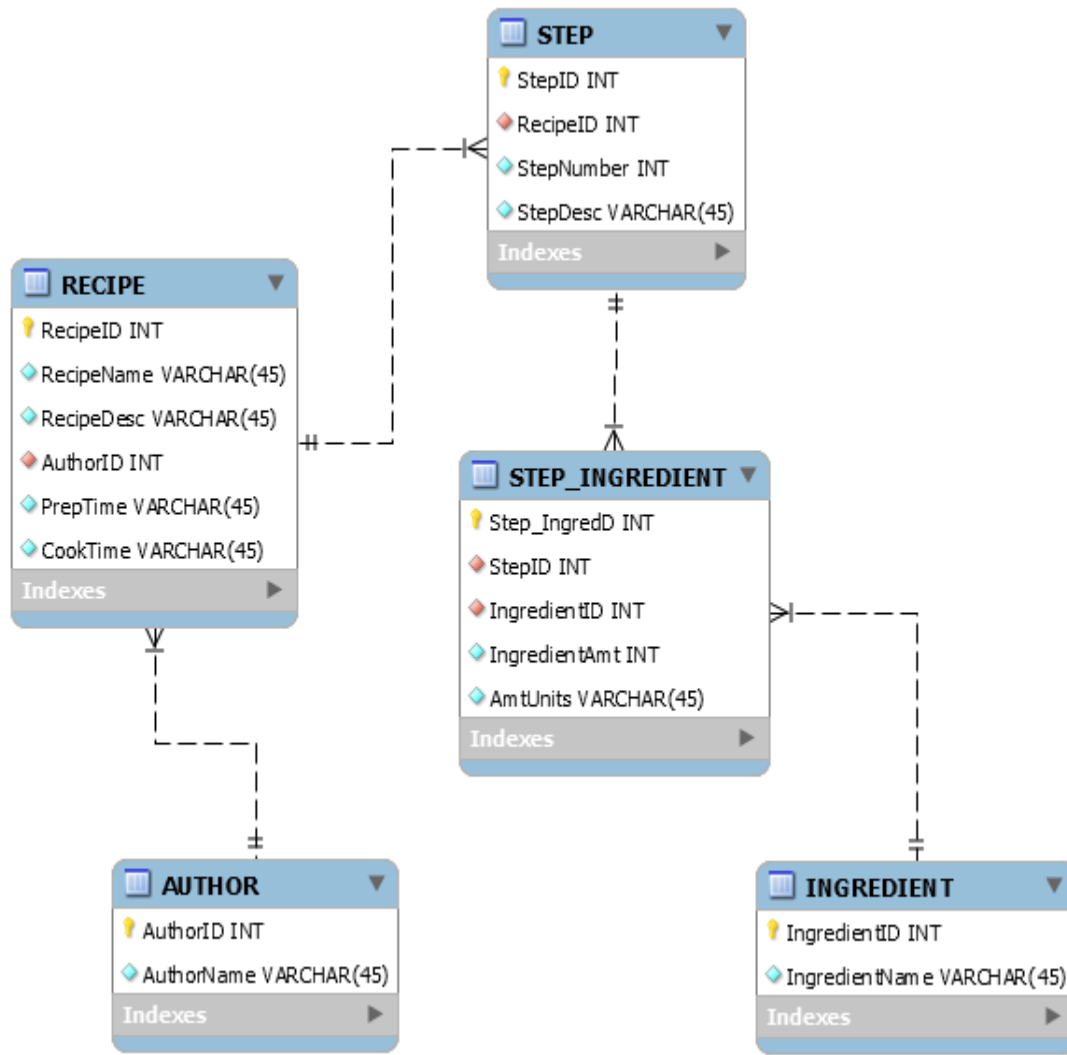 STEP
StepID INT
RecipeID INT
StepNumber INT
StepDesc VARCHAR(45)
Indexes
RECIPE
RecipeID INT
RecipeName VARCHAR(45)
RecipeDesc VARCHAR(45)
AuthorID INT
PrepTime VARCHAR(45)
CookTime VARCHAR(45)
Indexes
STEP_INGREDIENT
Step_IngredD INT
StepID INT
IngredientID INT
IngredientAmt INT
AmtUnits VARCHAR(45)
Indexes
AUTHOR
AuthorID INT
AuthorName VARCHAR(45)
Indexes
INGREDIENT
IngredientID INT
IngredientName VARCHAR(45)
Indexes